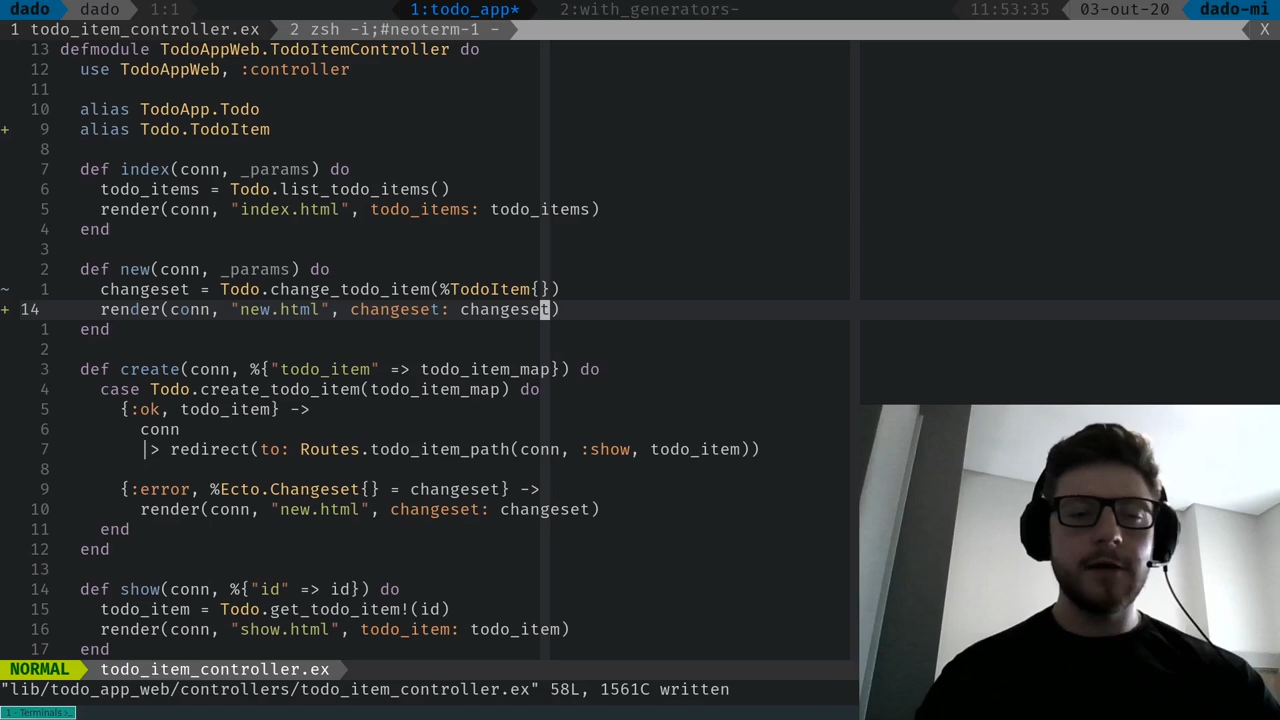 dado dado 1:1 1:todo_app* 2:with_generators- 11:53:35 03-out-20 dado-mi
1 todo_item_controller.ex 2 zsh -i;#neoterm-1 - X
13 defmodule TodoAppWeb.TodoItemController do
12 use TodoAppWeb, :controller
11
10 alias TodoApp.Todo
+ 9 alias Todo.TodoItem
8
7 def index(conn, _params) do
6 todo_items = Todo.list_todo_items()
5 render(conn, "index.html", todo_items: todo_items)
4 end
3
2 def new(conn, _params) do
~ 1 changeset = Todo.change_todo_item(%TodoItem{})
+ 14 render(conn, "new.html", changeset: changeset)
1 end
2
3 def create(conn, %{"todo_item" => todo_item_map}) do
4 case Todo.create_todo_item(todo_item_map) do
5 {:ok, todo_item} ->
6 conn
7 |> redirect(to: Routes.todo_item_path(conn, :show, todo_item))
8
9 {:error, %Ecto.Changeset{} = changeset} ->
10 render(conn, "new.html", changeset: changeset)
11 end
12 end
13
14 def show(conn, %{"id" => id}) do
15 todo_item = Todo.get_todo_item!(id)
16 render(conn, "show.html", todo_item: todo_item)
17 end
NORMAL todo_item_controller.ex
"lib/todo_app_web/controllers/todo_item_controller.ex" 58L, 1561C written
1 - Terminals >_